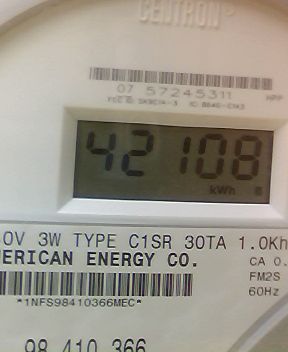 CENTRON®
07 57245311
42108
kWh
0V 3W TYPE C1SR 30TA 1.0Kh
MERICAN ENERGY CO.
CA 0.
FM2S
60Hz
*1NFS98410366MEC*
98 410 366